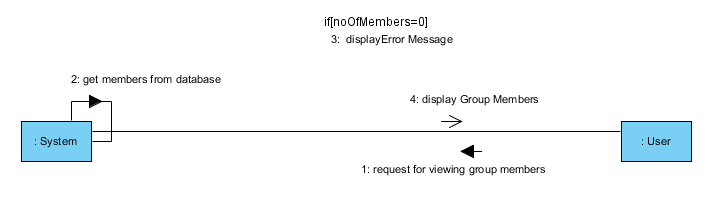 if[noOfMembers=0]
3: displayError Message
2: get members from database
4: display Group Members
: System
: User
1: request for viewing group members